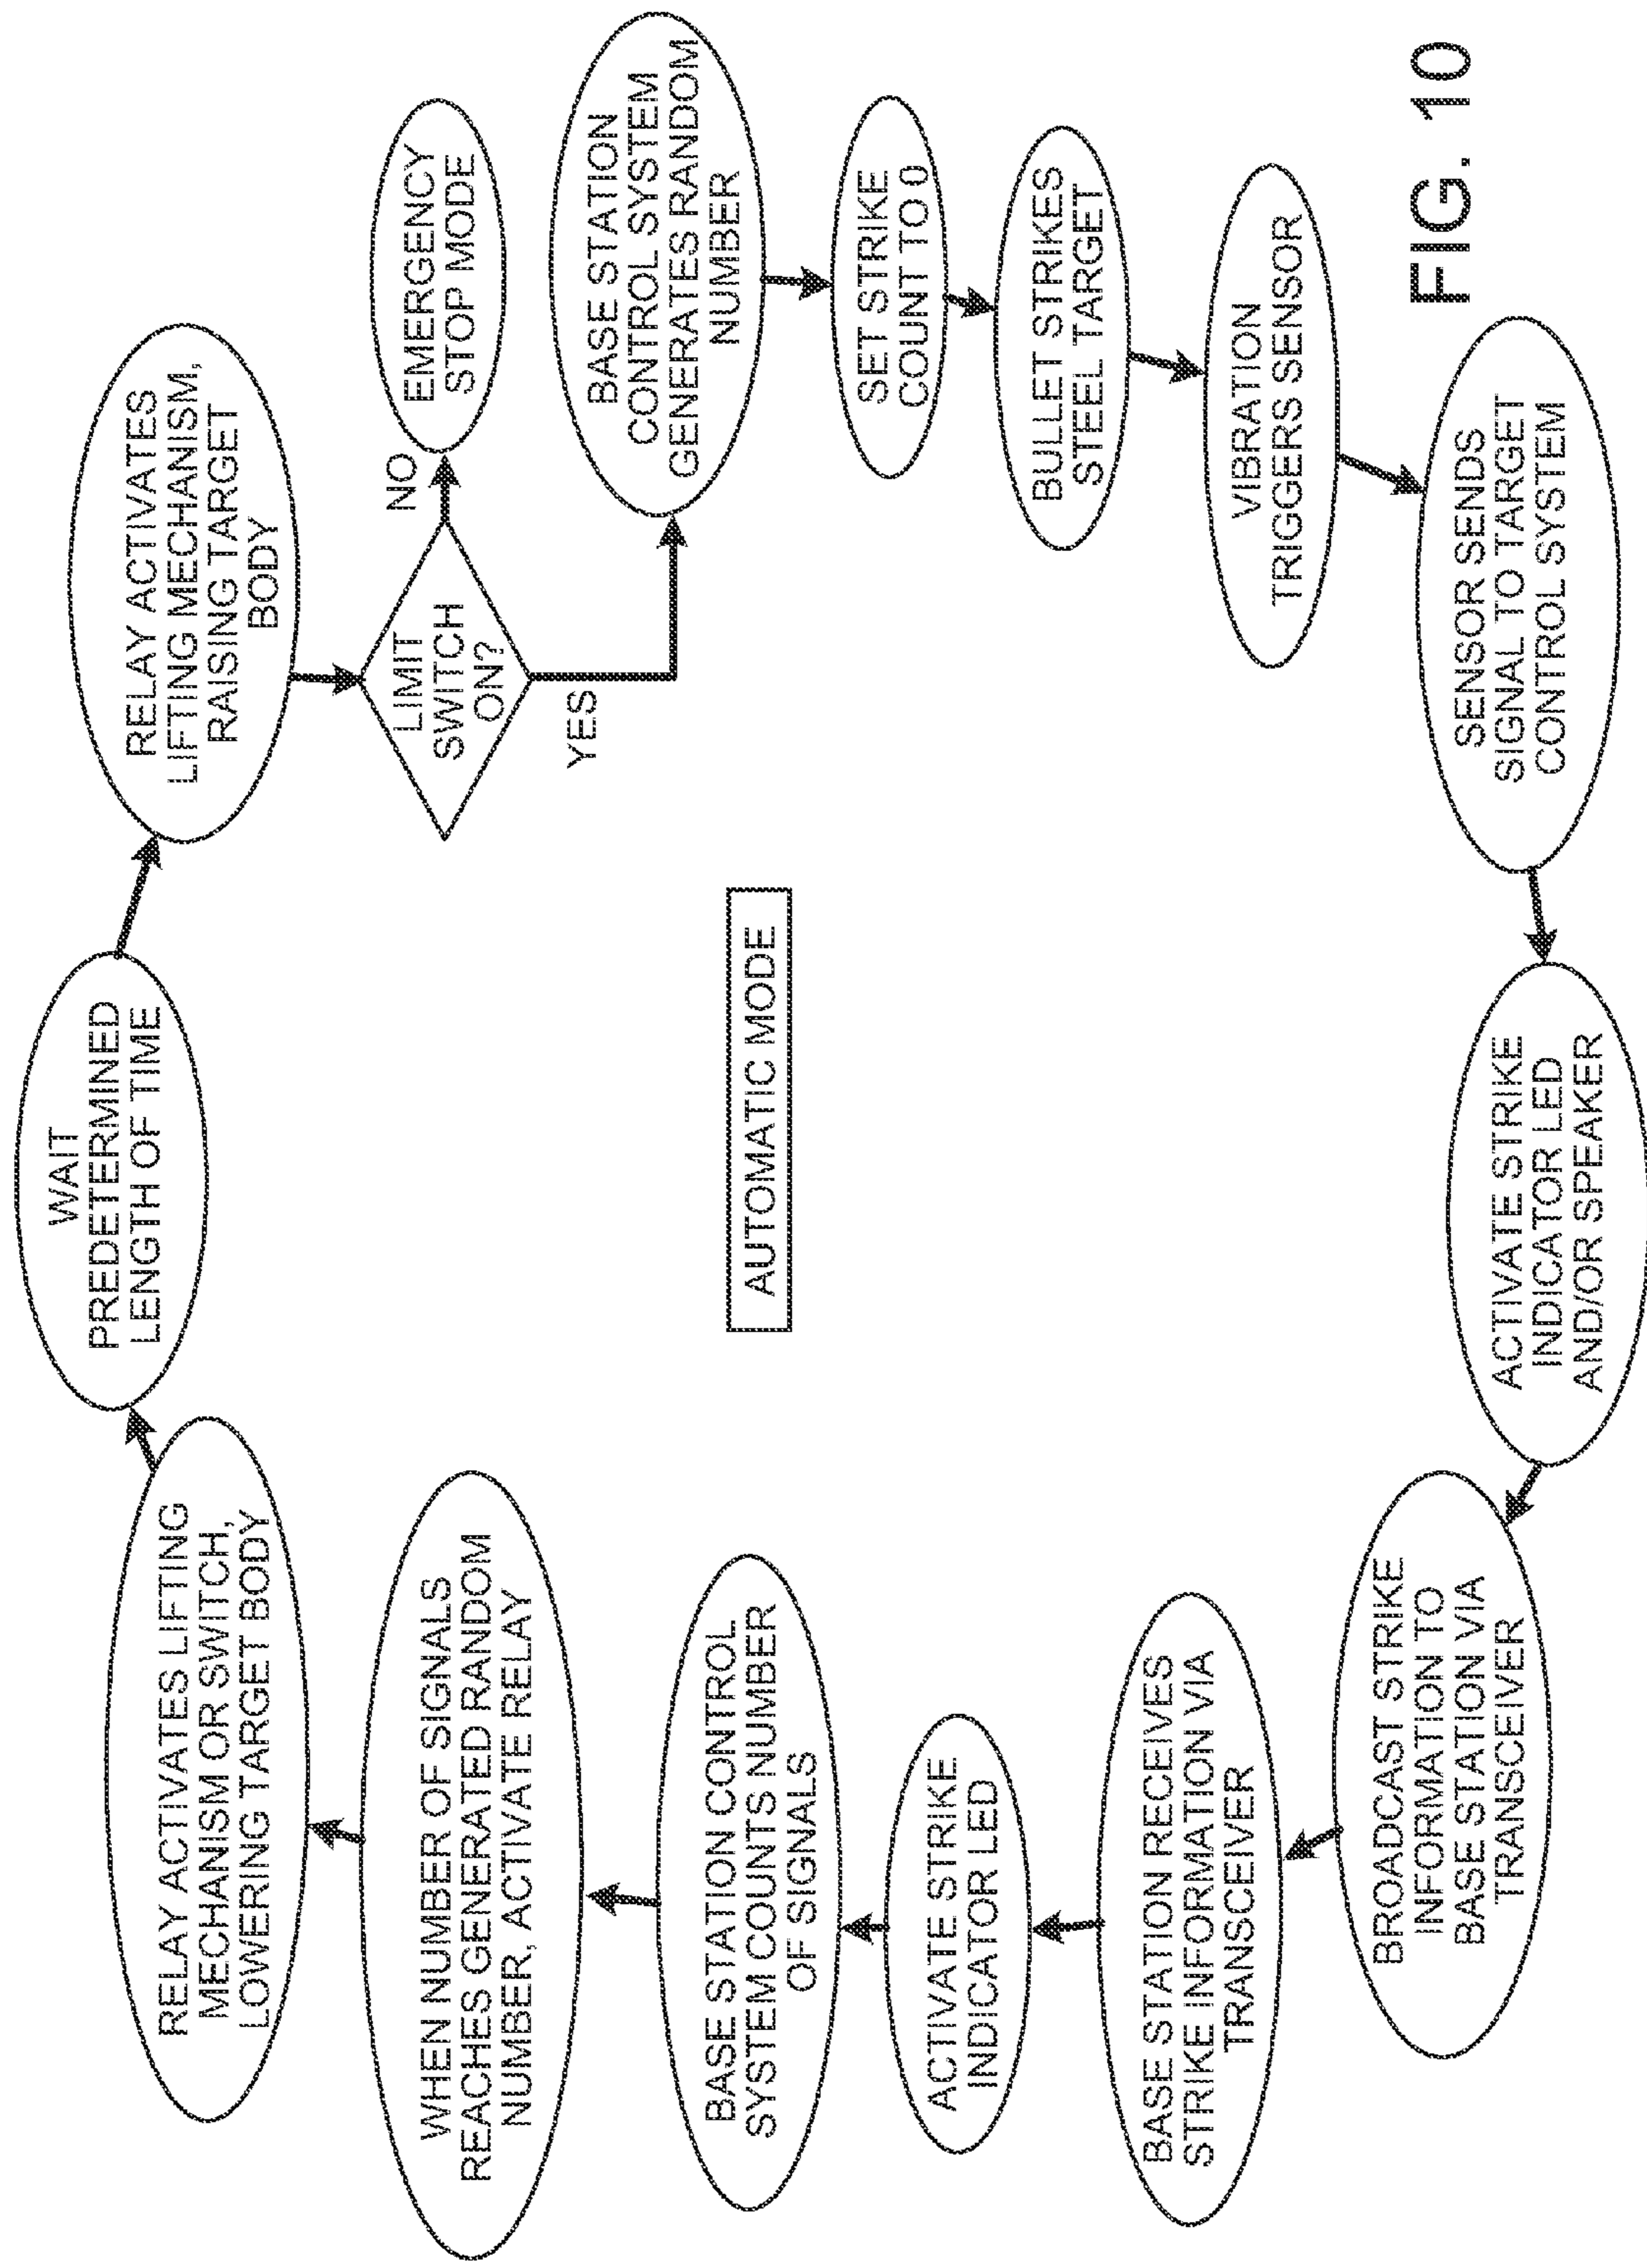 WAIT
PREDETERMINED
LENGTH OF TIME
RELAY ACTIVATES
LIFTING MECHANISM,
RAISING TARGET
BODY
LIMIT
SWITCH
ON?
NO
EMERGENCY
STOP MODE
YES
BASE STATION
CONTROL SYSTEM
GENERATES RANDOM
NUMBER
SET STRIKE
COUNT TO 0
BULLET STRIKES
STEEL TARGET
VIBRATION
TRIGGERS SENSOR
SENSOR SENDS
SIGNAL TO TARGET
CONTROL SYSTEM
ACTIVATE STRIKE
INDICATOR LED
AND/OR SPEAKER
BROADCAST STRIKE
INFORMATION TO
BASE STATION VIA
TRANSCEIVER
BASE STATION RECEIVES
STRIKE INFORMATION VIA
TRANSCEIVER
ACTIVATE STRIKE
INDICATOR LED
BASE STATION CONTROL
SYSTEM COUNTS NUMBER
OF SIGNALS
WHEN NUMBER OF SIGNALS
REACHES GENERATED RANDOM
NUMBER, ACTIVATE RELAY
RELAY ACTIVATES LIFTING
MECHANISM OR SWITCH,
LOWERING TARGET BODY
AUTOMATIC MODE
FIG. 10